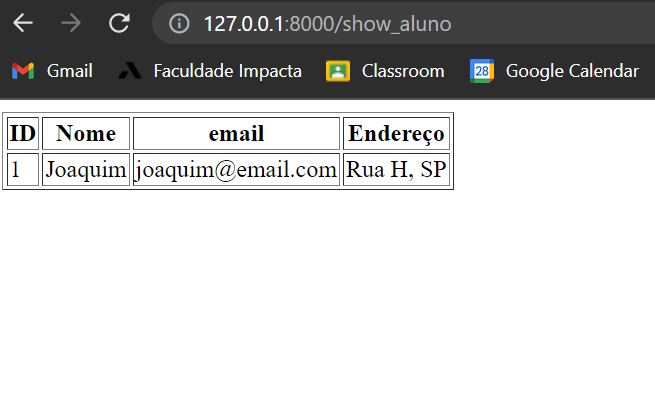 127.0.0.1:8000/show_aluno
Gmail Faculdade Impacta Classroom 28 Google Calendar
ID Nome email Endereço
1 Joaquim joaquim@email.com Rua H, SP